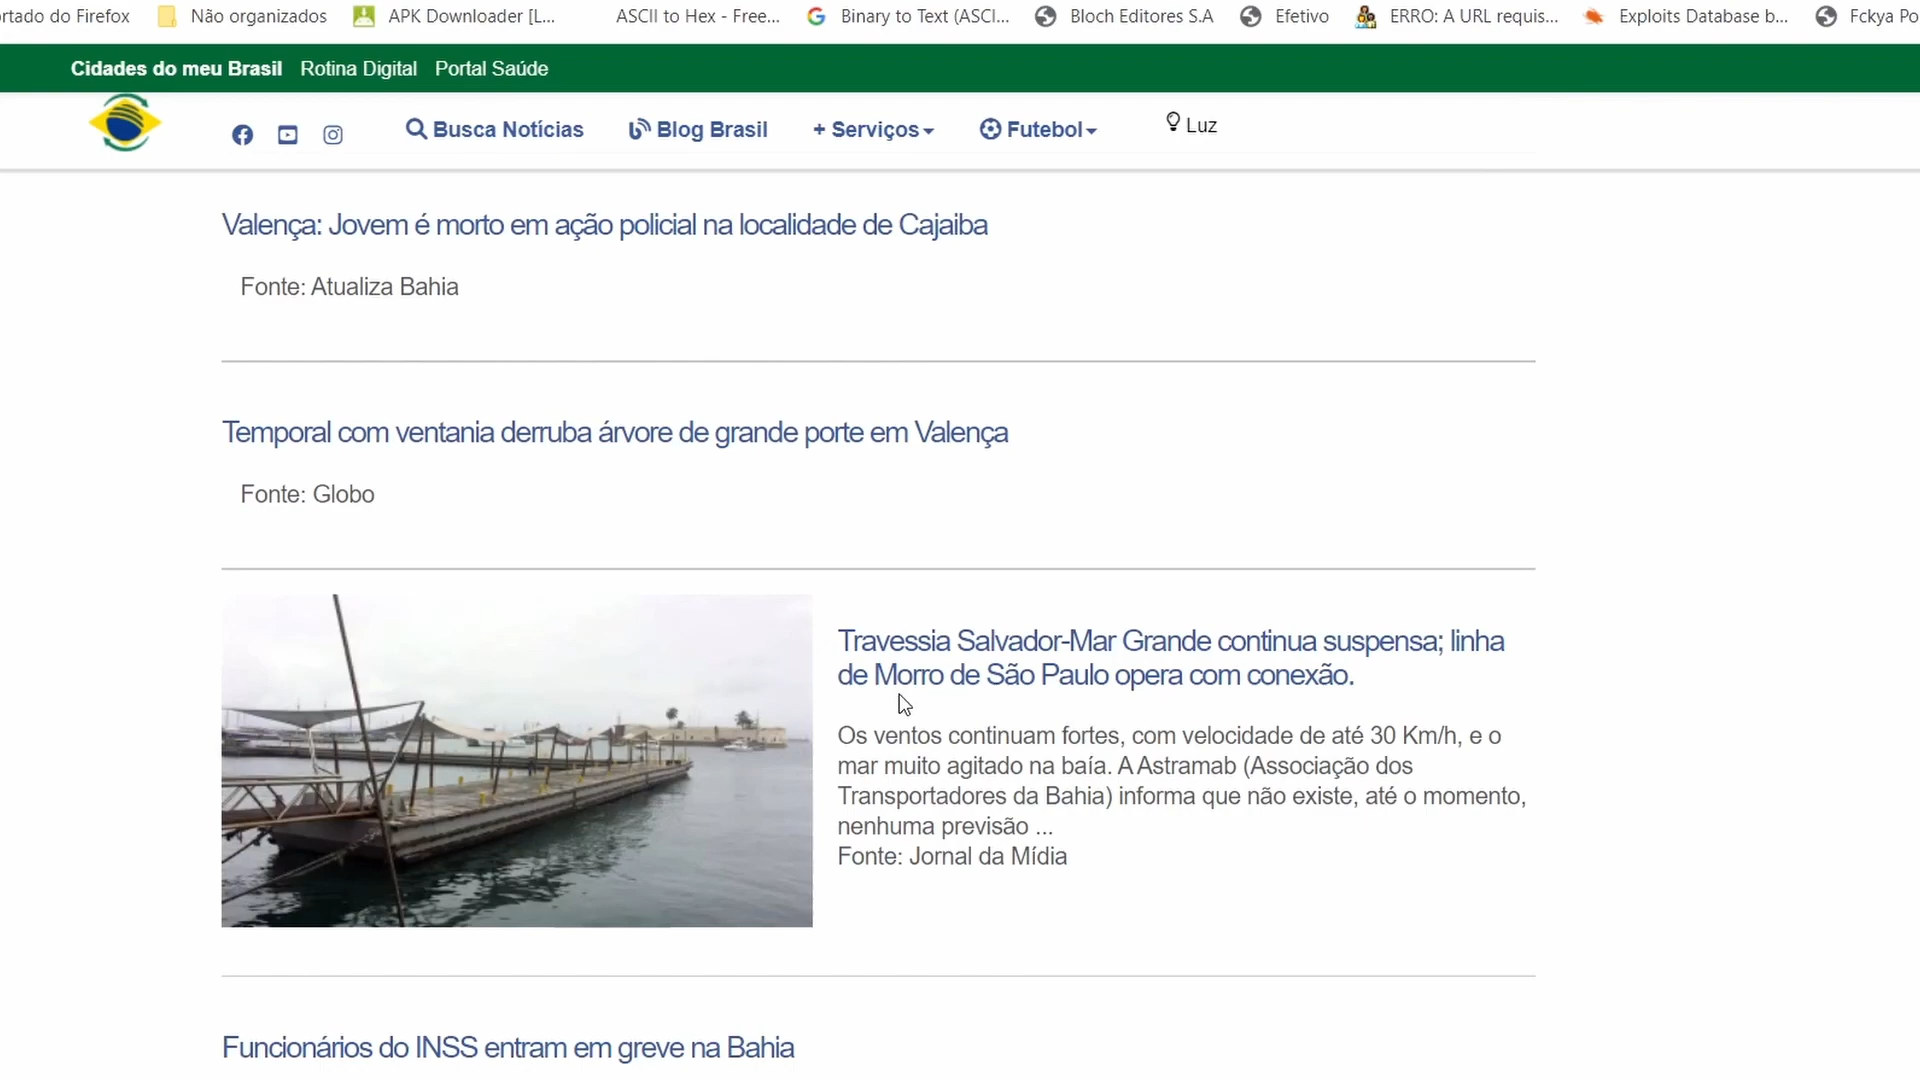 rtado do Firefox Não organizados APK Downloader [L... ASCII to Hex - Free... Binary to Text (ASCI... Bloch Editores S.A Efetivo ERRO: A URL requis... Exploits Database b... Fckya Po
Cidades do meu Brasil Rotina Digital Portal Saúde
Busca Notícias Blog Brasil + Serviços Futebol Luz
Valença: Jovem é morto em ação policial na localidade de Cajaiba
Fonte: Atualiza Bahia
Temporal com ventania derruba árvore de grande porte em Valença
Fonte: Globo
Travessia Salvador-Mar Grande continua suspensa; linha
de Morro de São Paulo opera com conexão.
Os ventos continuam fortes, com velocidade de até 30 Km/h, e o
mar muito agitado na baía. A Astramab (Associação dos
Transportadores da Bahia) informa que não existe, até o momento,
nenhuma previsão ...
Fonte: Jornal da Mídia
Funcionários do INSS entram em greve na Bahia